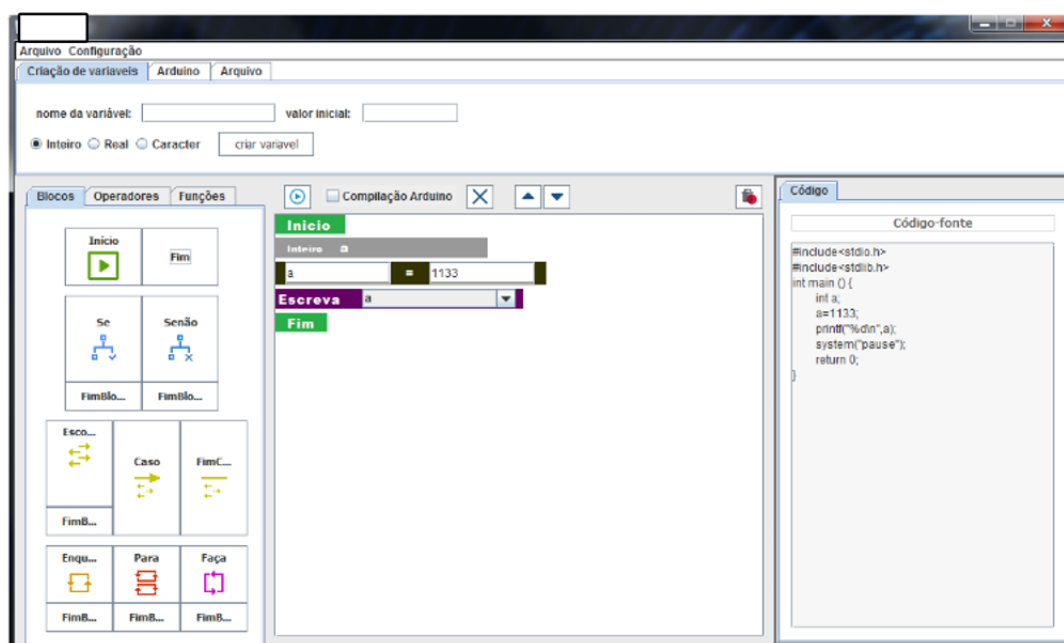 Arquivo Configuração
Criação de variaveis Arduino Arquivo
nome da variável: valor inicial:
Inteiro Real Caracter criar variavel
Blocos Operadores Funções
Compilação Arduino
Início
Fim
Se Senão
FimBlo... FimBlo...
Esco...
Caso FimC...
FimB...
Enqu... Para Faça
FimB... FimB... FimB...
Inicio
Inteiro a
a = 1133
Escreva a
Fim
Código
Código-fonte
#include<stdio.h>
#include<stdlib.h>
int main () {
int a;
a=1133;
printf("%d\n",a);
system("pause");
return 0;
}